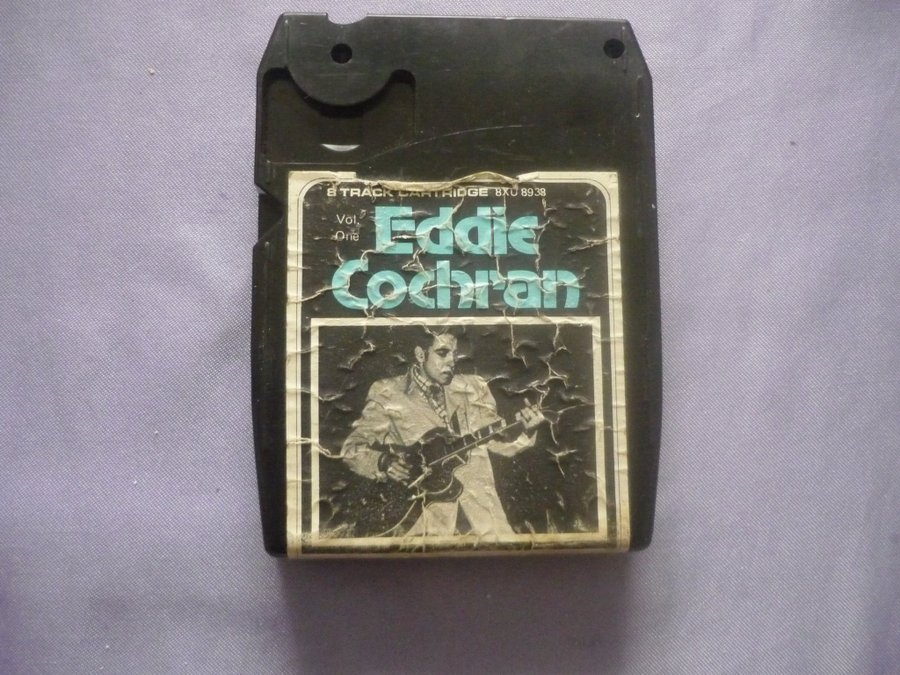 8 TRACK CARTRIDGE 8XU 8938
Vol. One
Eddie
Cochran